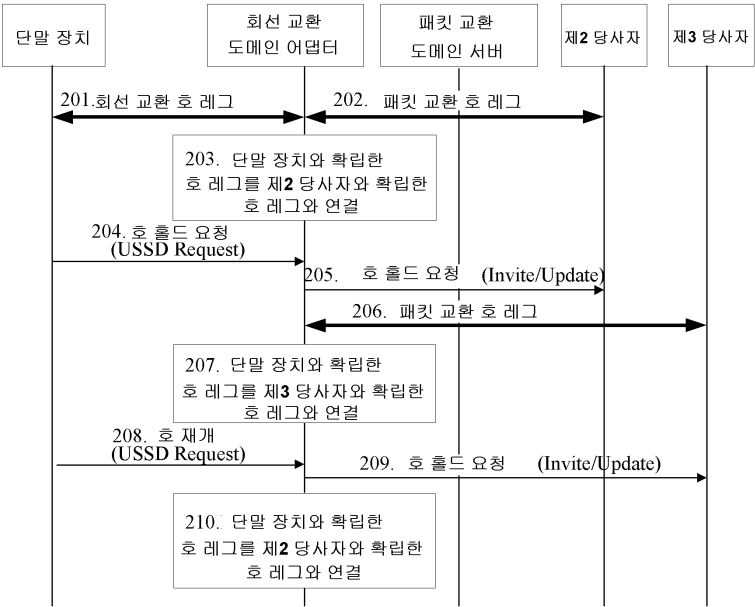 단말 장치
회선 교환
도메인 어댑터
패킷 교환
도메인 서버
제2 당사자
제3 당사자
201.회선 교환 호 레그
202. 패킷 교환 호 레그
203. 단말 장치와 확립한
호 레그를 제2 당사자와 확립한
호 레그와 연결
204. 호 홀드 요청
(USSD Request)
205. 호 홀드 요청 (Invite/Update)
206. 패킷 교환 호 레그
207. 단말 장치와 확립한
호 레그를 제3 당사자와 확립한
호 레그와 연결
208. 호 재개
(USSD Request)
209. 호 홀드 요청 (Invite/Update)
210. 단말 장치와 확립한
호 레그를 제2 당사자와 확립한
호 레그와 연결